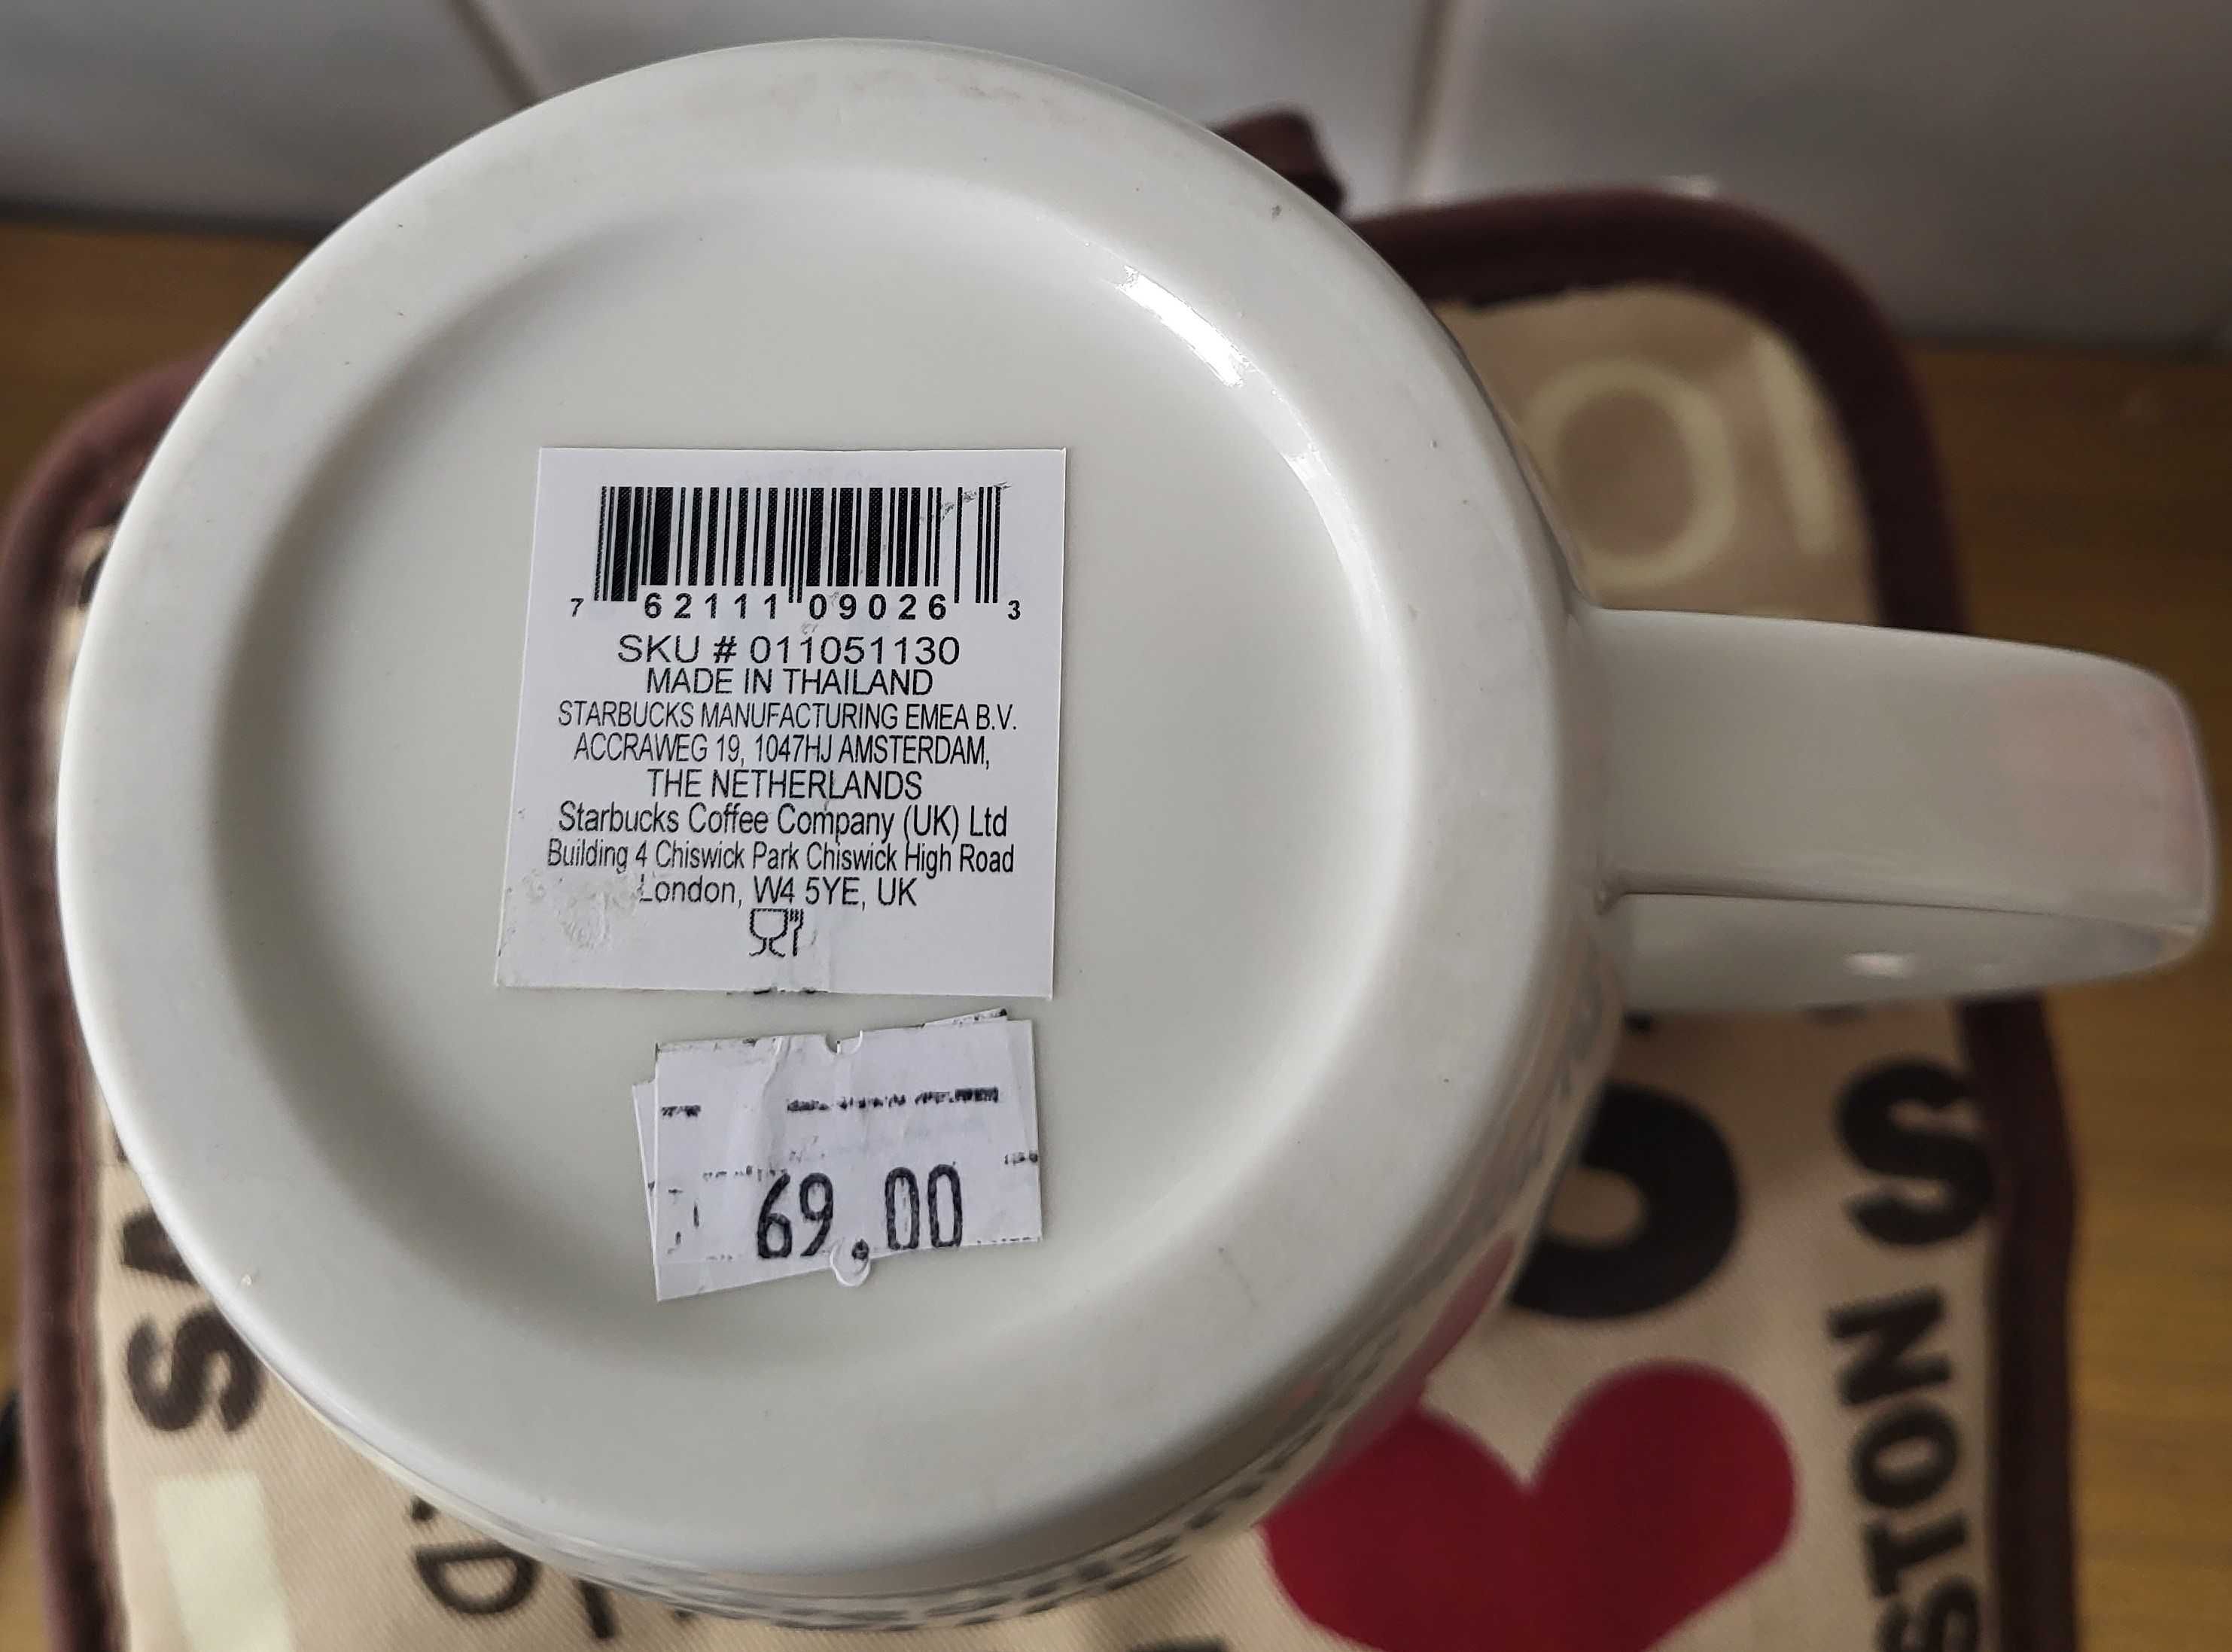 7 62111 09026 3
SKU # 011051130
MADE IN THAILAND
STARBUCKS MANUFACTURING EMEA B.V.
ACCRAWEG 19, 1047HJ AMSTERDAM,
THE NETHERLANDS
Starbucks Coffee Company (UK) Ltd
Building 4 Chiswick Park Chiswick High Road
London, W4 5YE, UK
69.00
STON